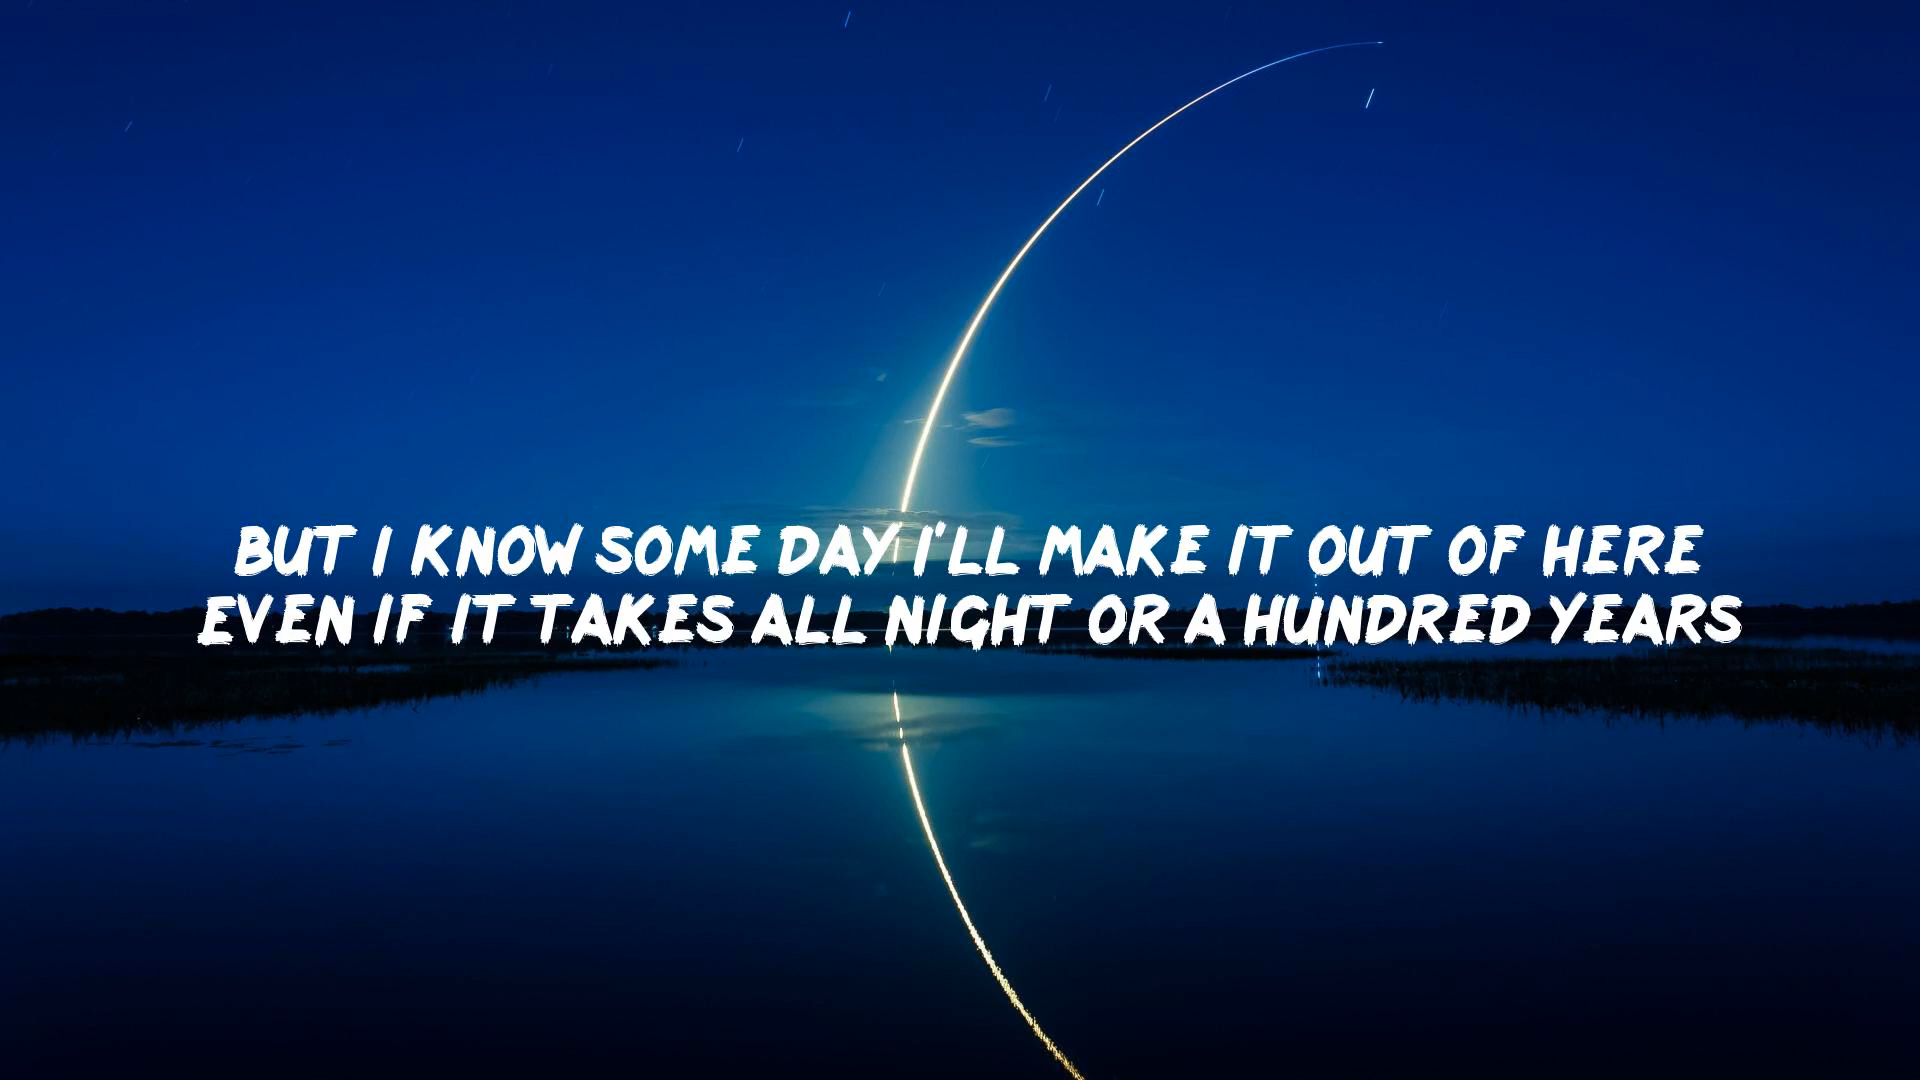 BUT I KNOW SOME DAY I'LL MAKE IT OUT OF HERE
EVEN IF IT TAKES ALL NIGHT OR A HUNDRED YEARS